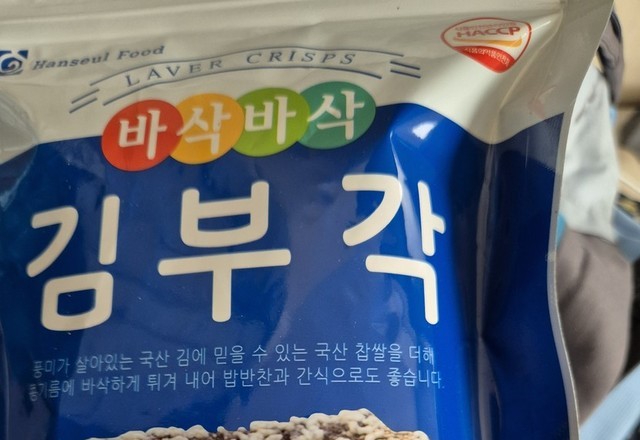 Hanseul Food
LAVER CRISPS
HACCP
바삭바삭
김부각
풍미가 살아있는 국산 김에 믿을 수 있는 국산 찹쌀을 더해
콩기름에 바삭하게 튀겨 내어 밥반찬과 간식으로도 좋습니다.